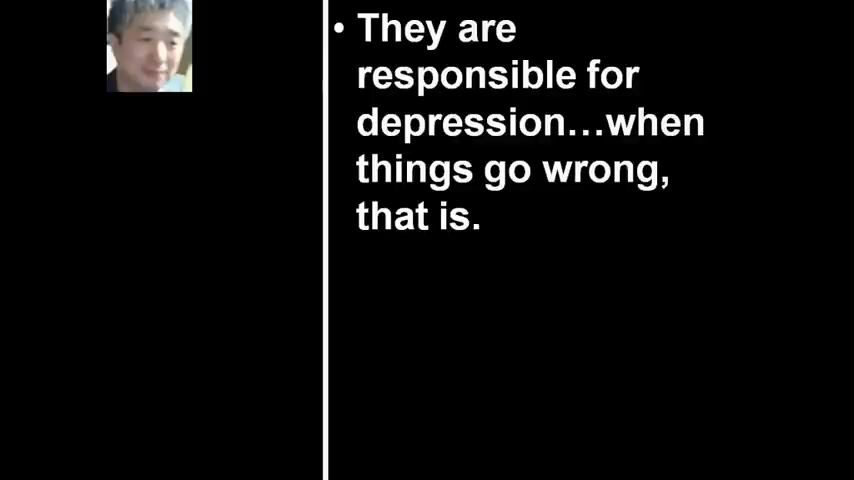 • They are
responsible for
depression…when
things go wrong,
that is.